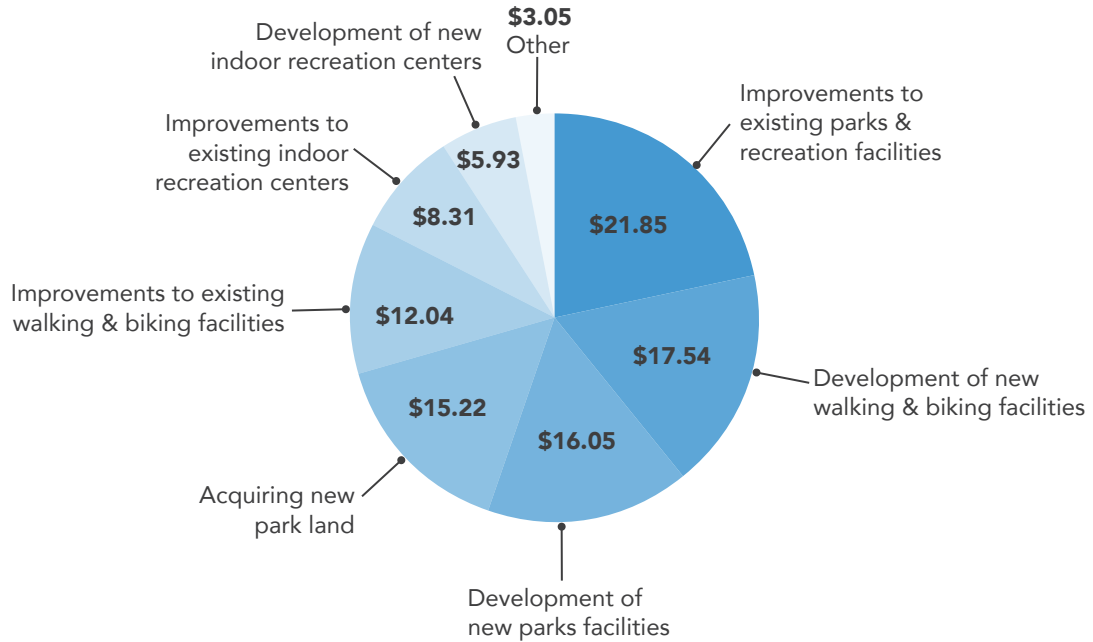 $3.05
Other
Development of new
indoor recreation centers
Improvements to
existing parks &
recreation facilities
Improvements to
existing indoor
recreation centers
$5.93
$8.31
$21.85
Improvements to existing
walking & biking facilities
$12.04
$17.54
Development of new
walking & biking facilities
$15.22
$16.05
Acquiring new
park land
Development of
new parks facilities